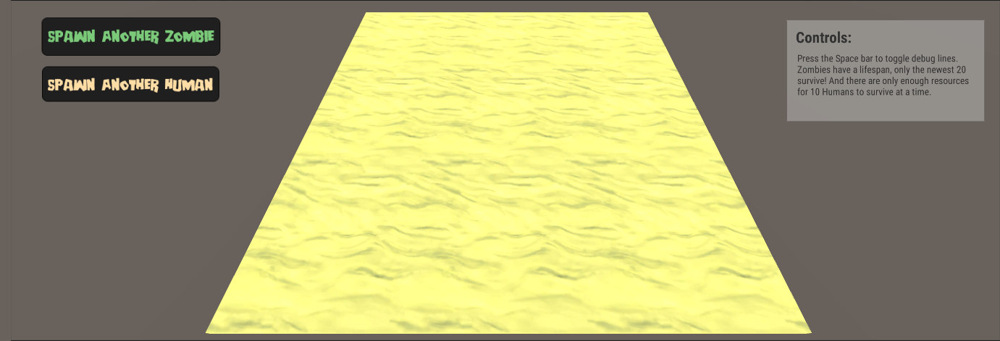 SPAWN ANOTHER ZOMBIE
SPAWN ANOTHER HUMAN
Controls:
Press the Space bar to toggle debug lines.
Zombies have a lifespan, only the newest 20
survive! And there are only enough resources
for 10 Humans to survive at a time.